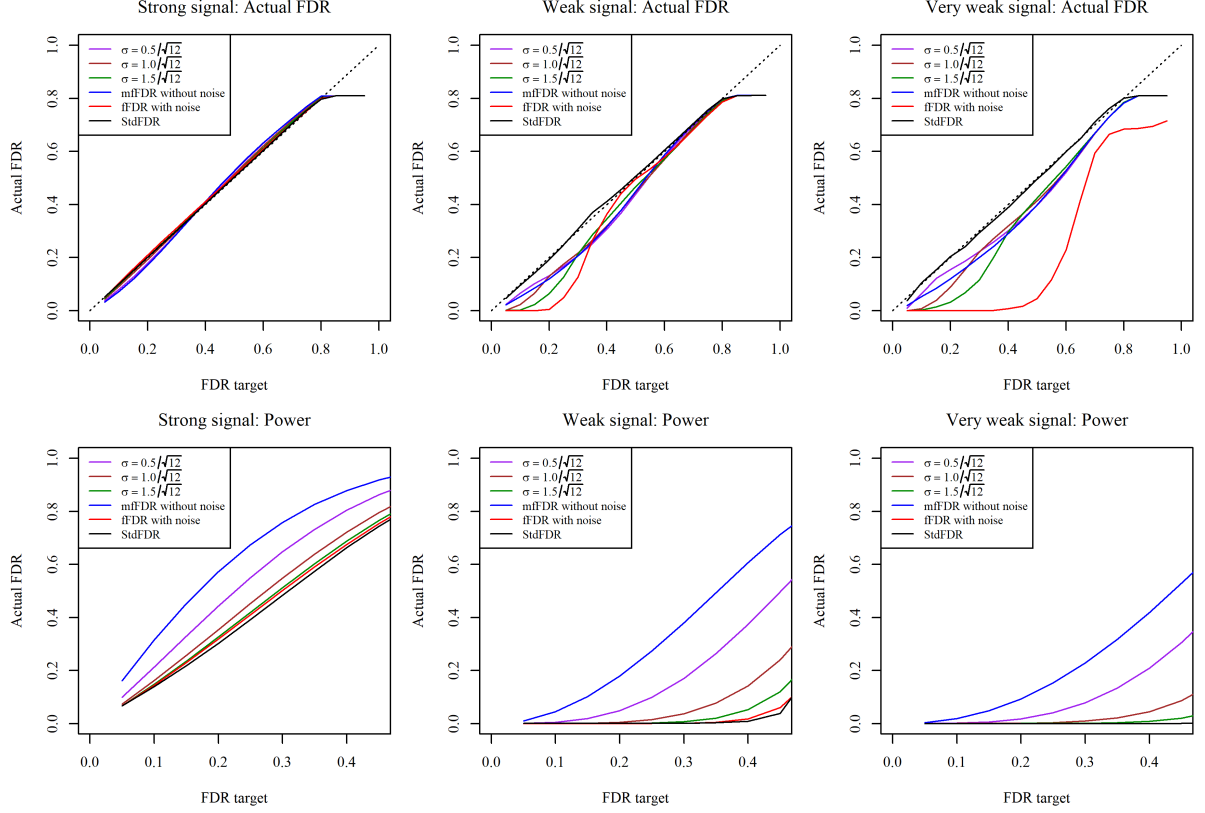 Strong signal: Actual FDR
Actual FDR
0.0 0.2 0.4 0.6 0.8 1.0
σ = 0.5/√12
σ = 1.0/√12
σ = 1.5/√12
mfFDR without noise
fFDR with noise
StdFDR
0.0 0.2 0.4 0.6 0.8 1.0
FDR target
Weak signal: Actual FDR
Actual FDR
0.0 0.2 0.4 0.6 0.8 1.0
σ = 0.5/√12
σ = 1.0/√12
σ = 1.5/√12
mfFDR without noise
fFDR with noise
StdFDR
0.0 0.2 0.4 0.6 0.8 1.0
FDR target
Very weak signal: Actual FDR
Actual FDR
0.0 0.2 0.4 0.6 0.8 1.0
σ = 0.5/√12
σ = 1.0/√12
σ = 1.5/√12
mfFDR without noise
fFDR with noise
StdFDR
0.0 0.2 0.4 0.6 0.8 1.0
FDR target
Strong signal: Power
Actual FDR
0.0 0.2 0.4 0.6 0.8 1.0
σ = 0.5/√12
σ = 1.0/√12
σ = 1.5/√12
mfFDR without noise
fFDR with noise
StdFDR
0.0 0.1 0.2 0.3 0.4
FDR target
Weak signal: Power
Actual FDR
0.0 0.2 0.4 0.6 0.8 1.0
σ = 0.5/√12
σ = 1.0/√12
σ = 1.5/√12
mfFDR without noise
fFDR with noise
StdFDR
0.0 0.1 0.2 0.3 0.4
FDR target
Very weak signal: Power
Actual FDR
0.0 0.2 0.4 0.6 0.8 1.0
σ = 0.5/√12
σ = 1.0/√12
σ = 1.5/√12
mfFDR without noise
fFDR with noise
StdFDR
0.0 0.1 0.2 0.3 0.4
FDR target